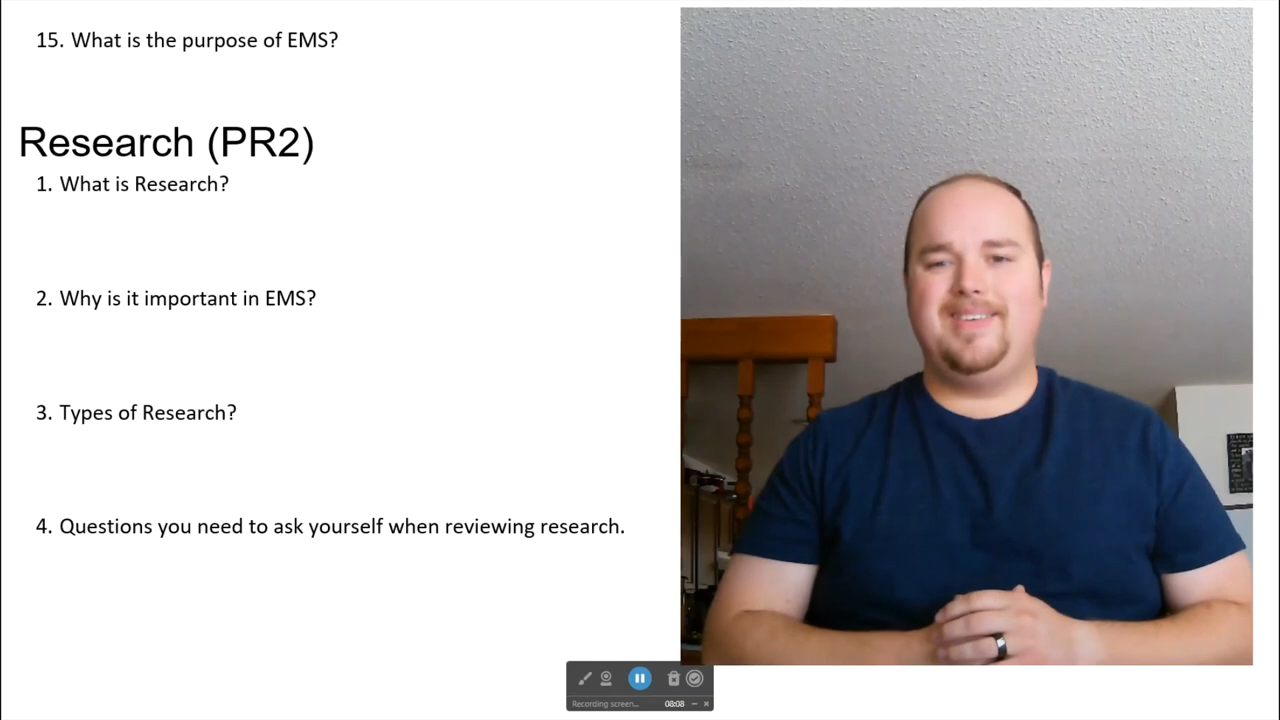 15. What is the purpose of EMS?
Research (PR2)
1. What is Research?
2. Why is it important in EMS?
3. Types of Research?
4. Questions you need to ask yourself when reviewing research.
Recording screen... 08:08